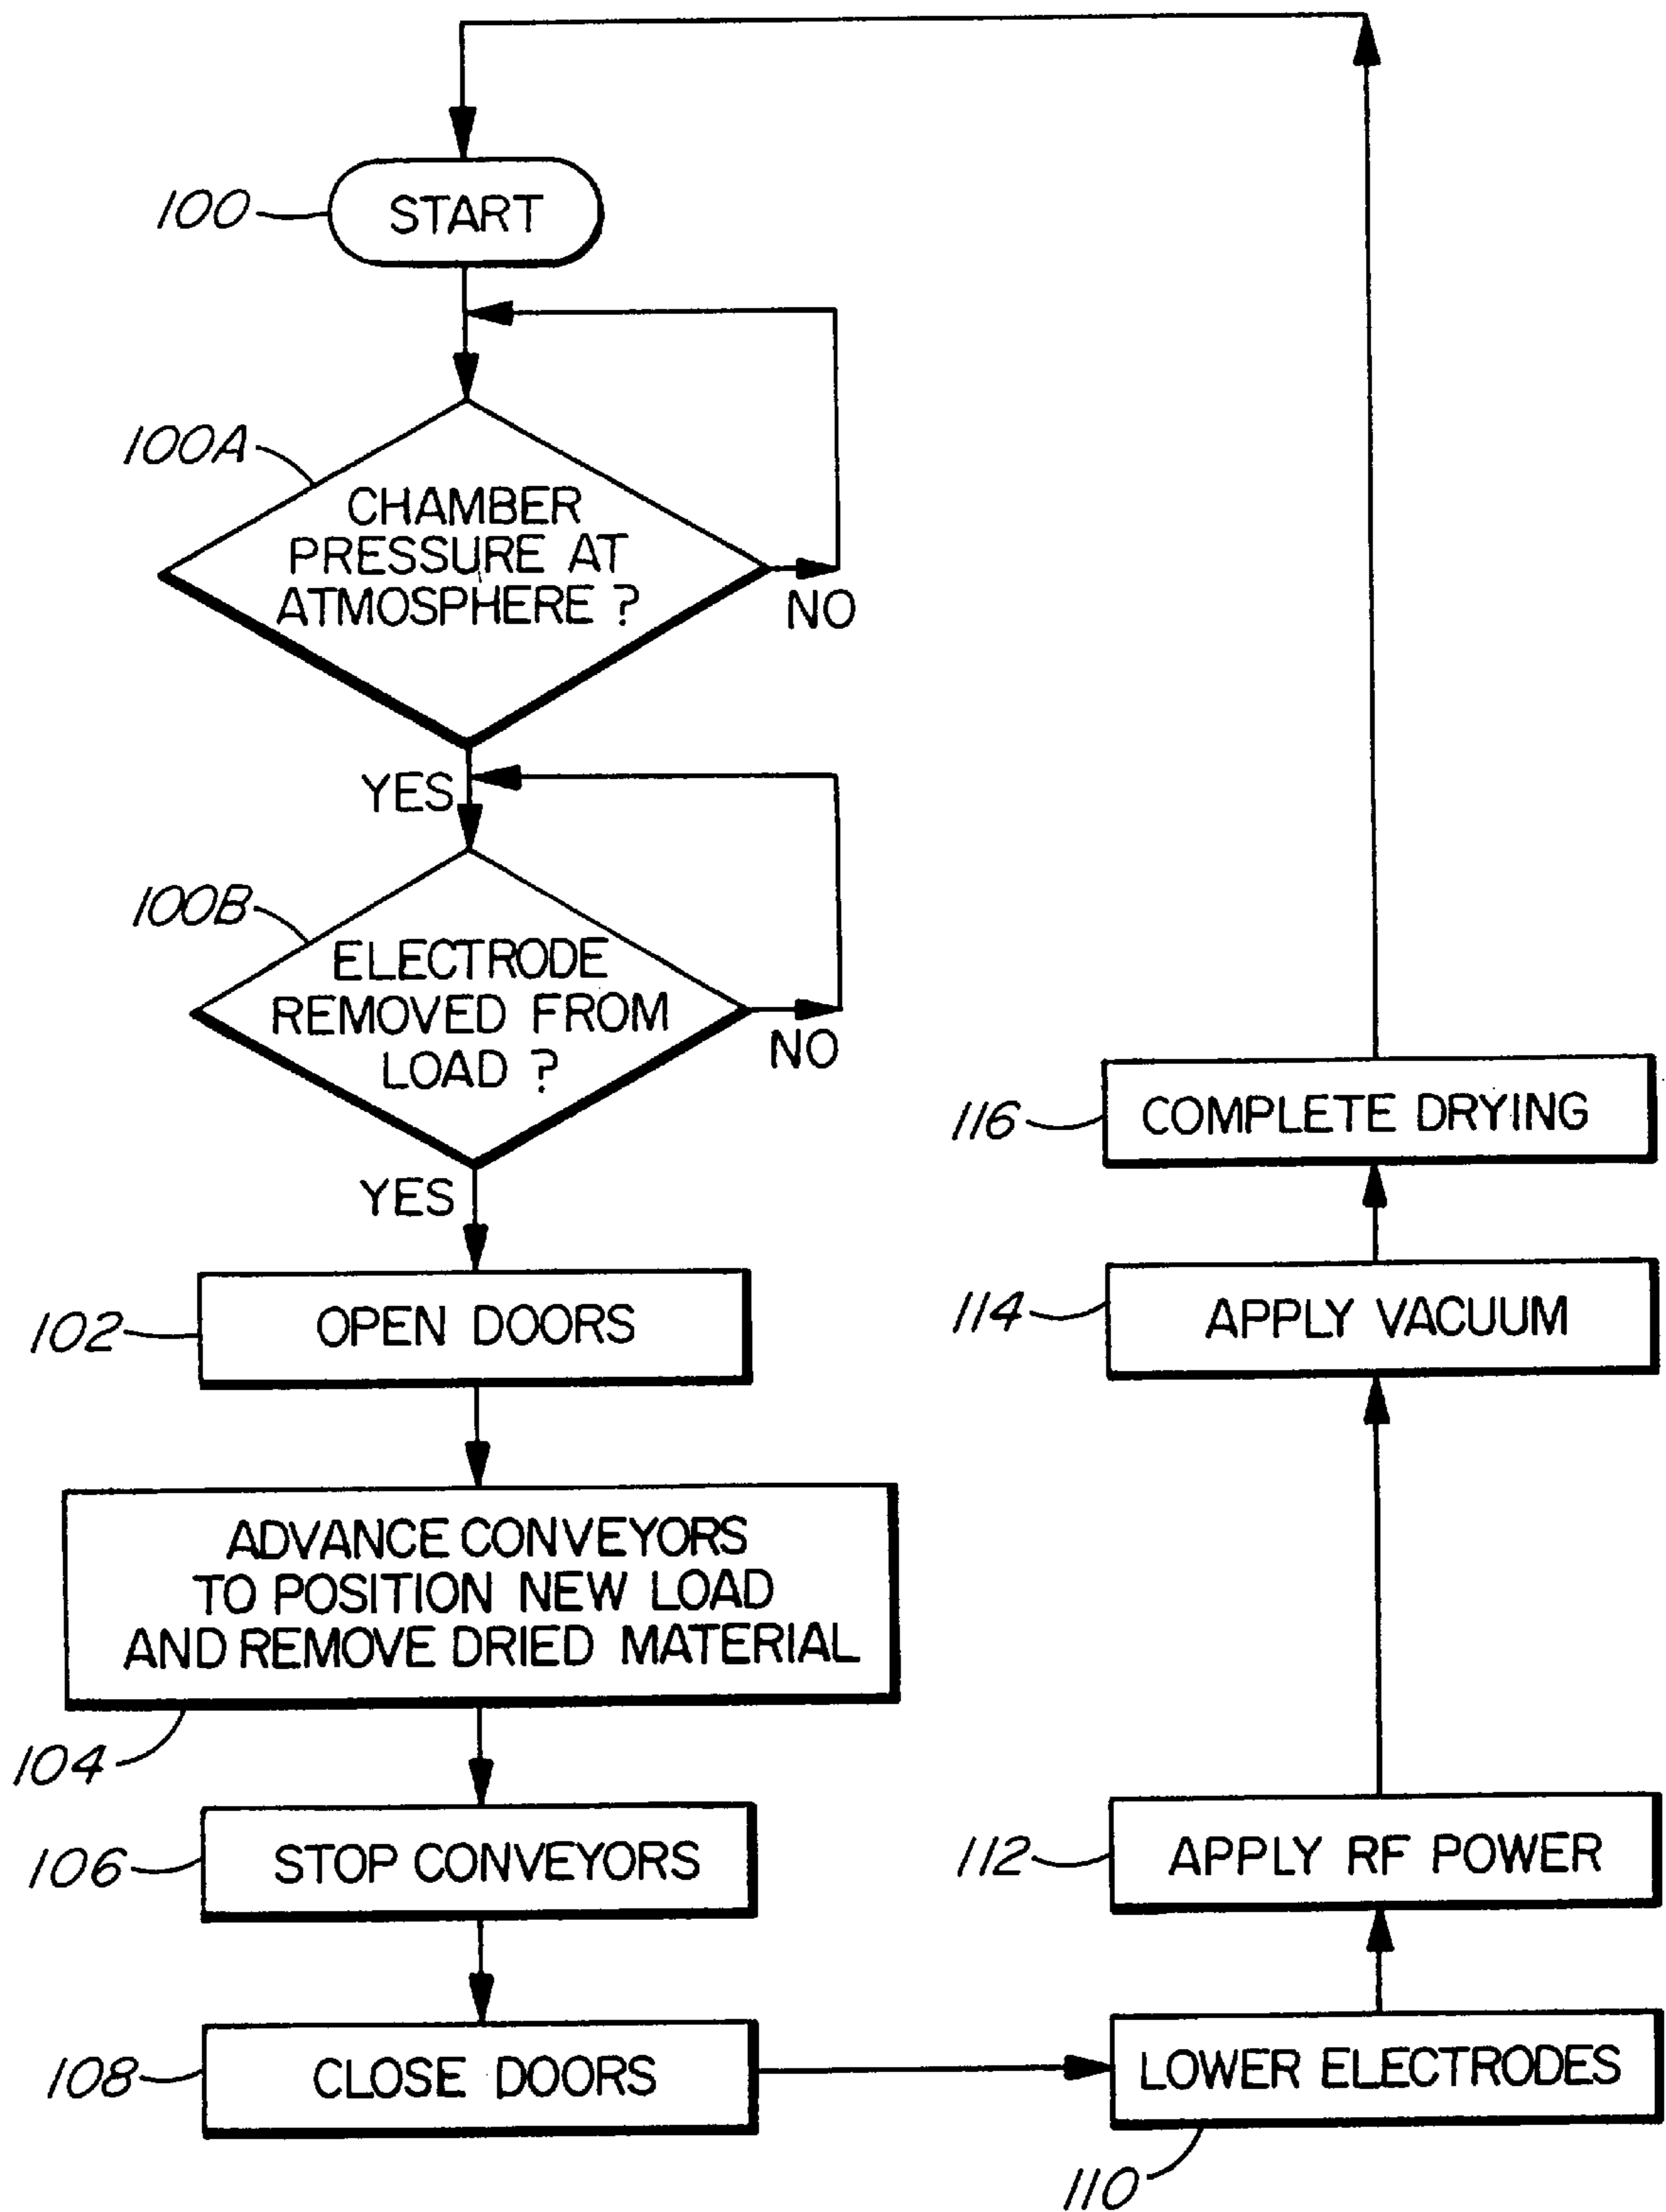 100
START
100A
CHAMBER
PRESSURE AT
ATMOSPHERE ?
NO
YES
100B
ELECTRODE
REMOVED FROM
LOAD ?
NO
YES
102
OPEN DOORS
ADVANCE CONVEYORS
TO POSITION NEW LOAD
AND REMOVE DRIED MATERIAL
104
106
STOP CONVEYORS
108
CLOSE DOORS
LOWER ELECTRODES
110
112
APPLY RF POWER
114
APPLY VACUUM
116
COMPLETE DRYING